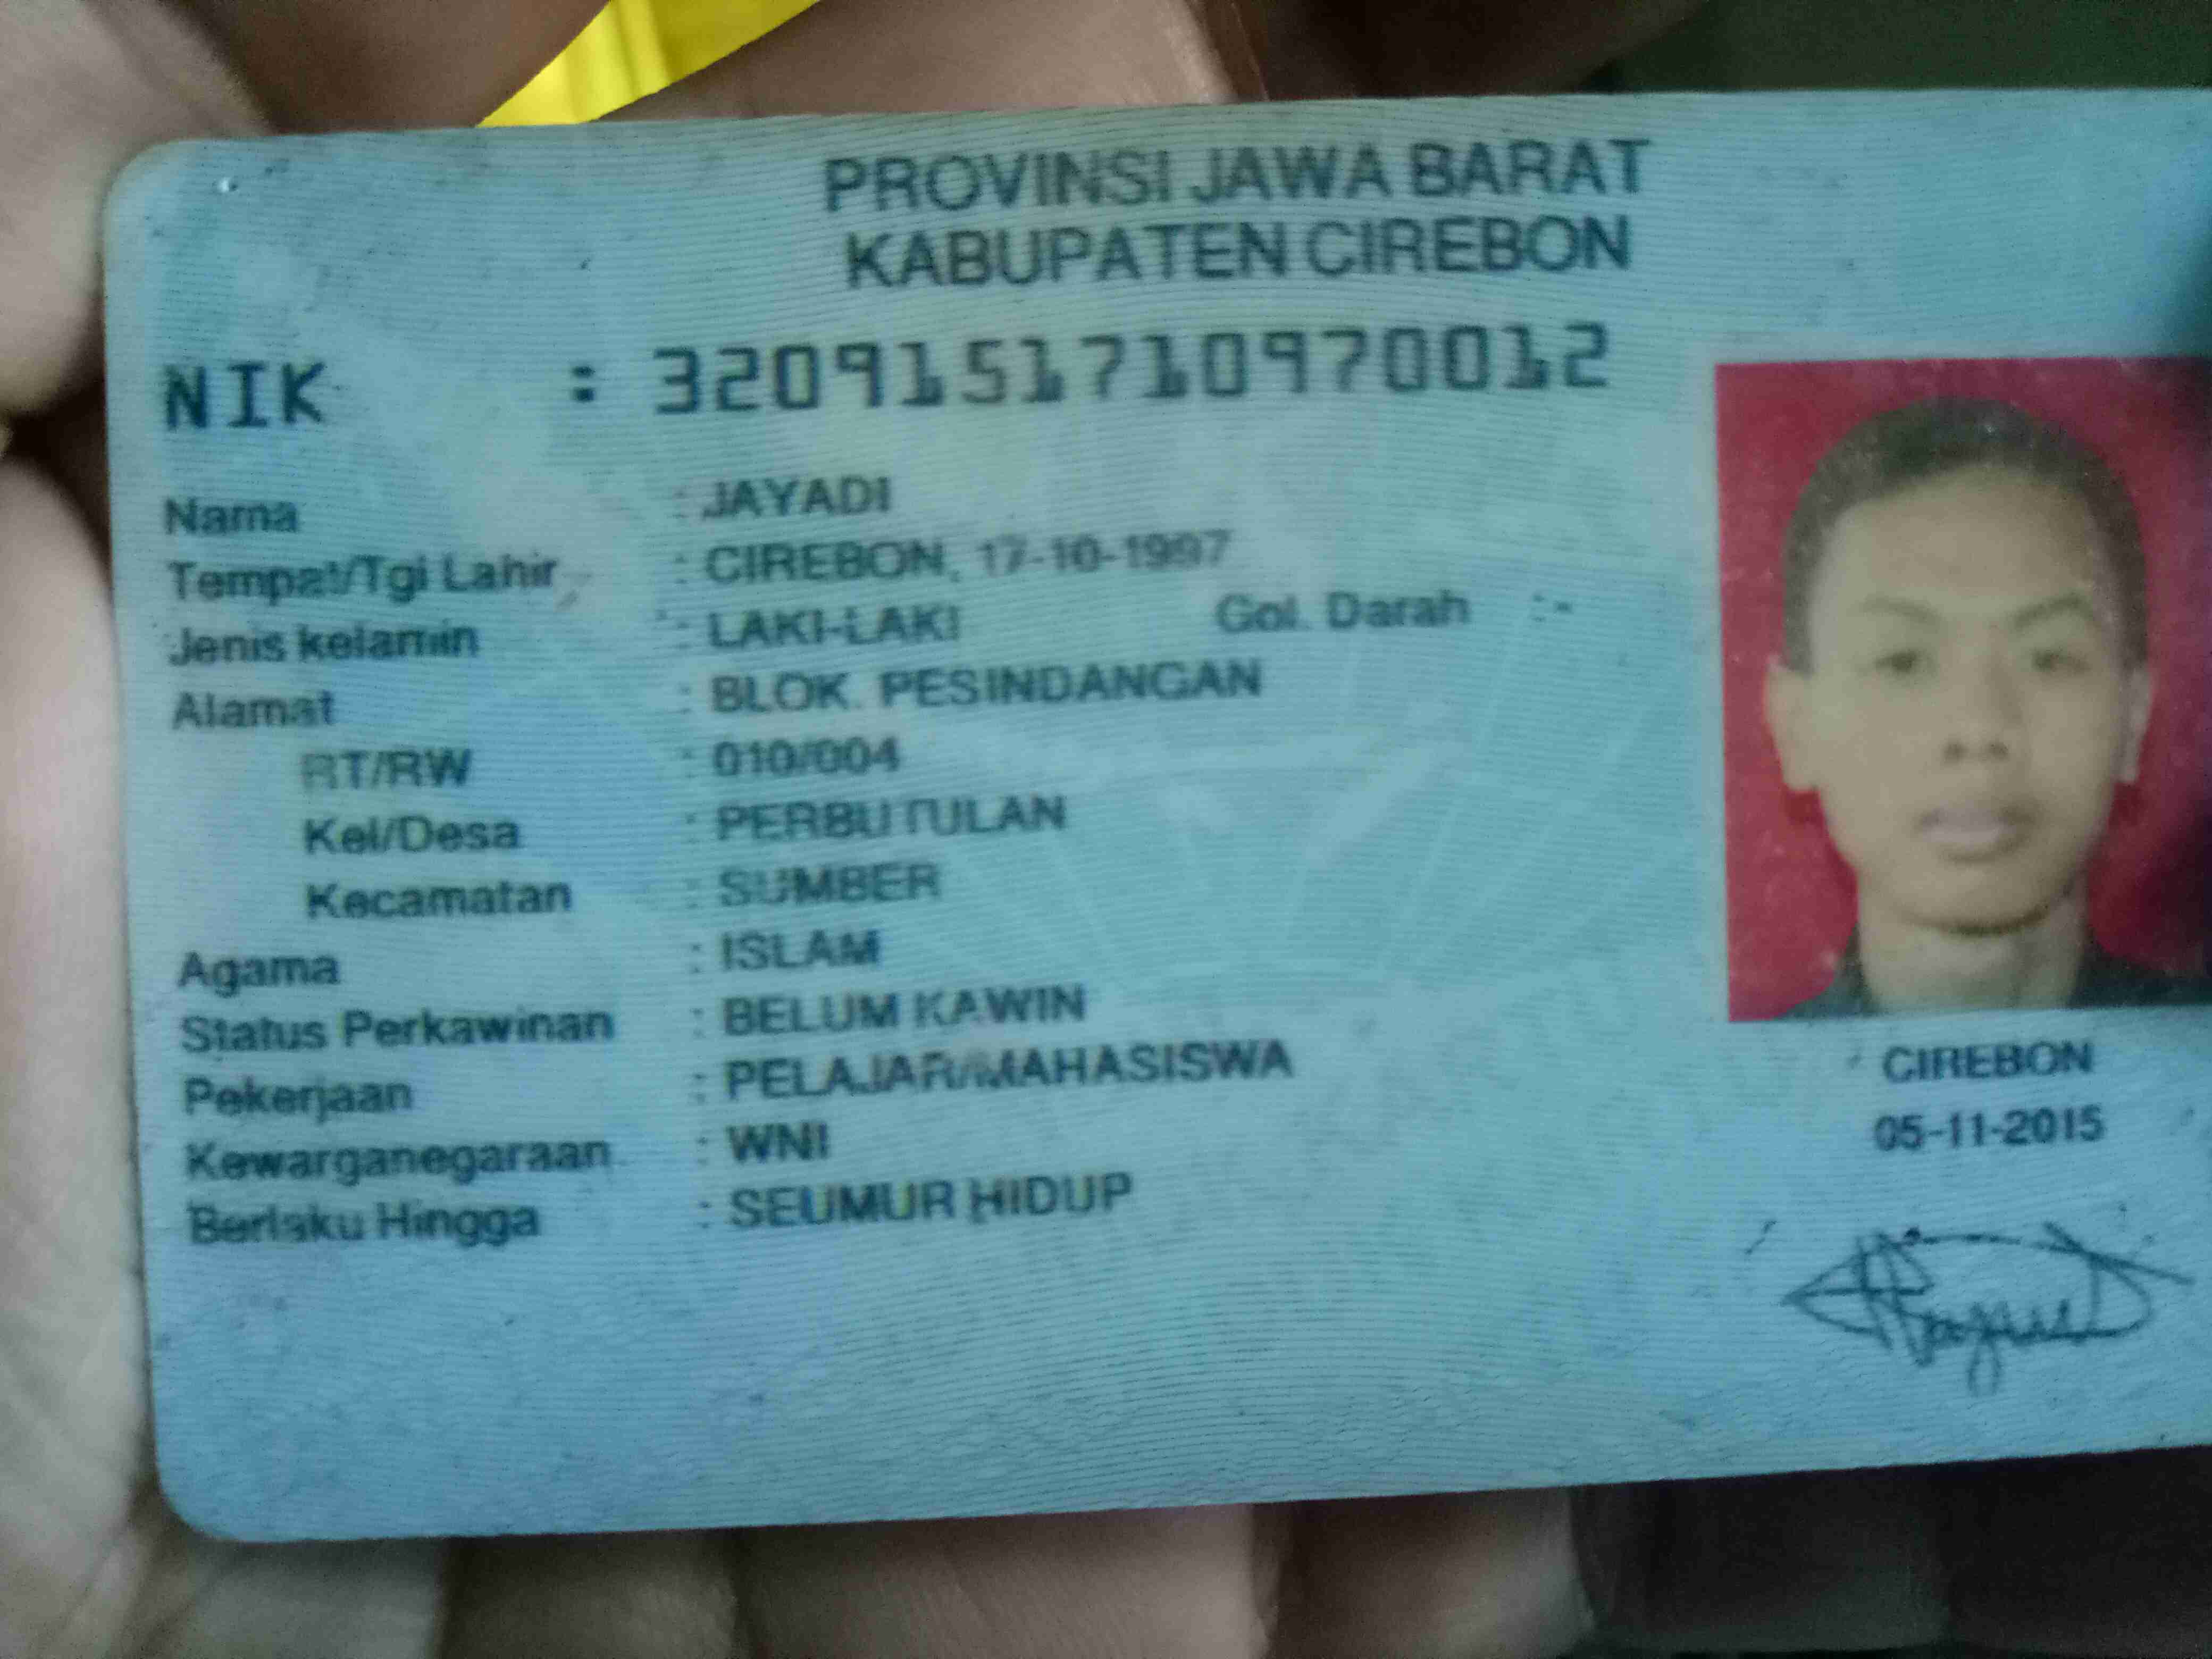 PROVINSI JAWA BARAT
KABUPATEN CIREBON
NIK : 3209151710970012
Nama : JAYADI
Tempat/Tgl Lahir : CIREBON, 17-10-1997
Jenis kelamin : LAKI-LAKI Gol. Darah :-
Alamat : BLOK. PESINDANGAN
RT/RW : 010/004
Kel/Desa : PERBUTULAN
Kecamatan : SUMBER
Agama : ISLAM
Status Perkawinan : BELUM KAWIN
Pekerjaan : PELAJAR/MAHASISWA
Kewarganegaraan : WNI
Berlaku Hingga : SEUMUR HIDUP
CIREBON
05-11-2015